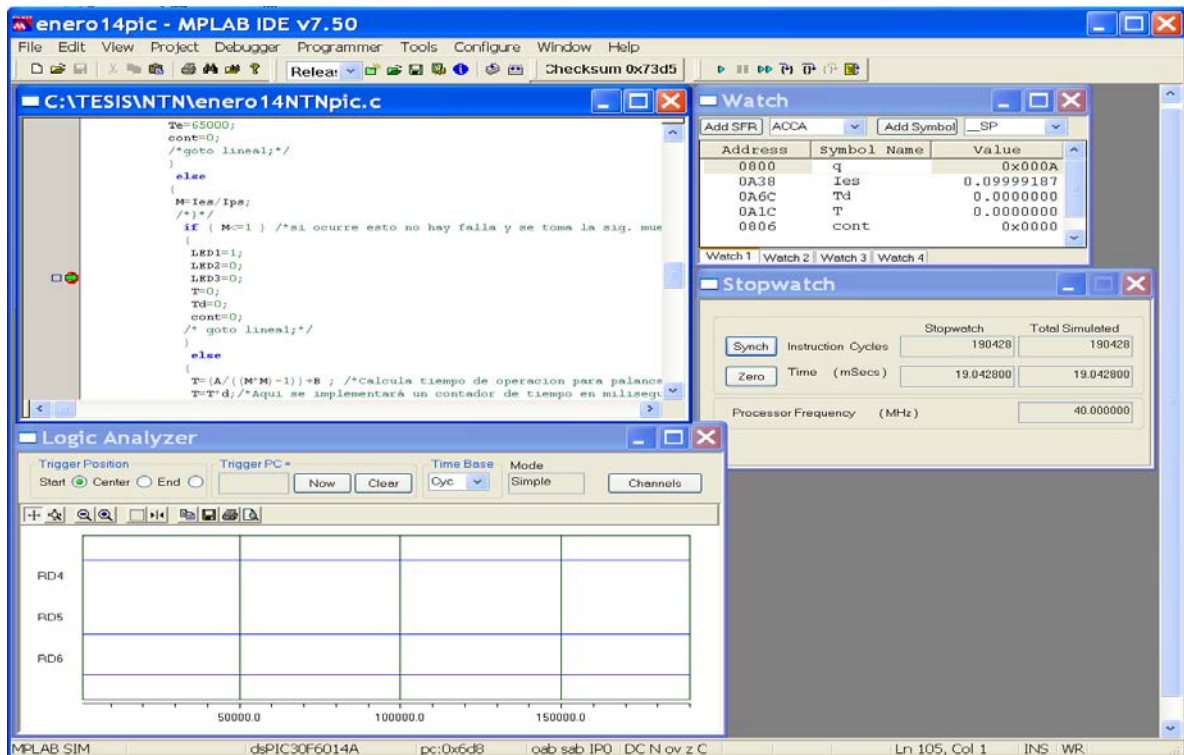 enero14pic - MPLAB IDE v7.50
File Edit View Project Debugger Programmer Tools Configure Window Help
Checksum 0x73d5
C:\TESIS\NTN\enero14NTNpic.c
Te=65000;
cont=0;
/*goto linea1;*/
}
else
{
M=Ies/Ips;
/*}*/
if ( M<=1 ) /*si ocurre esto no hay falla y se toma la sig. mue
{
LED1=1;
LED2=0;
LED3=0;
T=0;
Td=0;
cont=0;
/* goto linea1;*/
}
else
{
T=(A/((M*M)-1))+B ; /*Calcula tiempo de operacion para palanca
T=T*d;/*Aqui se implementará un contador de tiempo en milisegu
Watch
Add SFR ACCA Add Symbol __SP
Address Symbol Name Value
0800 q 0x000A
0A38 Ies 0.09999187
0A6C Td 0.0000000
0A1C T 0.0000000
0806 cont 0x0000
Watch 1 Watch 2 Watch 3 Watch 4
Stopwatch
Stopwatch Total Simulated
Synch Instruction Cycles 190428 190428
Zero Time (mSecs) 19.042800 19.042800
Processor Frequency (MHz) 40.000000
Logic Analyzer
Trigger Position Trigger PC = Time Base Mode
Start Center End Now Clear Cyc Simple Channels
RD4
RD5
RD6
50000.0 100000.0 150000.0
MPLAB SIM dsPIC30F6014A pc:0x6d8 oab sab IP0 DC N ov z C Ln 105, Col 1 INS WR